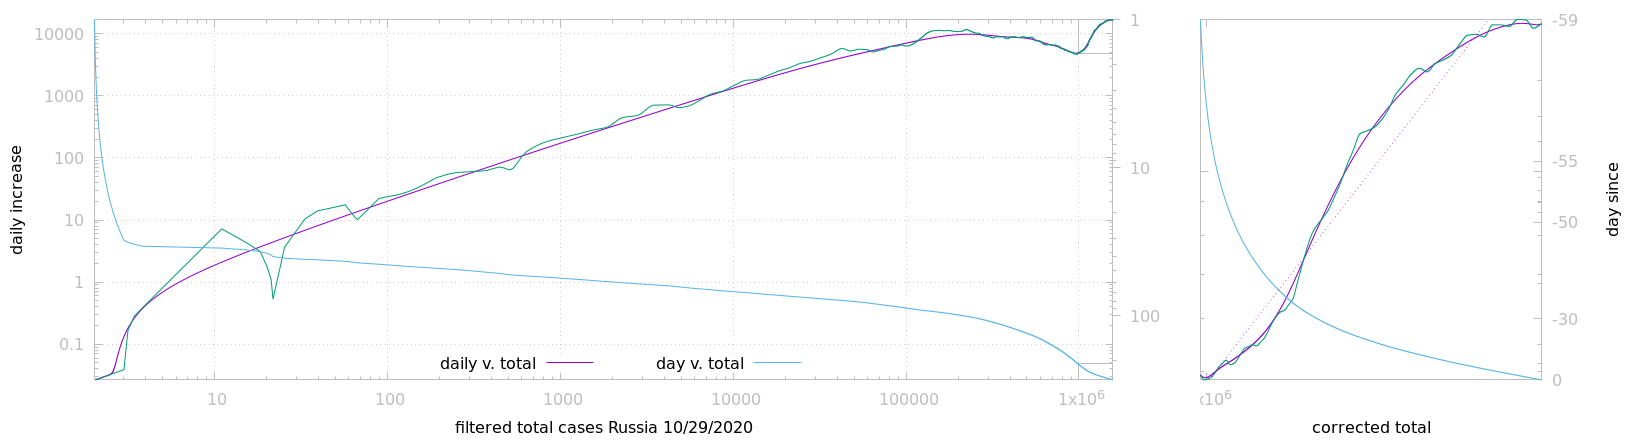 daily increase
10000
1000
100
10
1
0.1
daily v. total
day v. total
10
100
1000
10000
100000
1x10^6
filtered total cases Russia 10/29/2020
1
10
100
x10^6
corrected total
-59
-55
-50
-30
0
day since